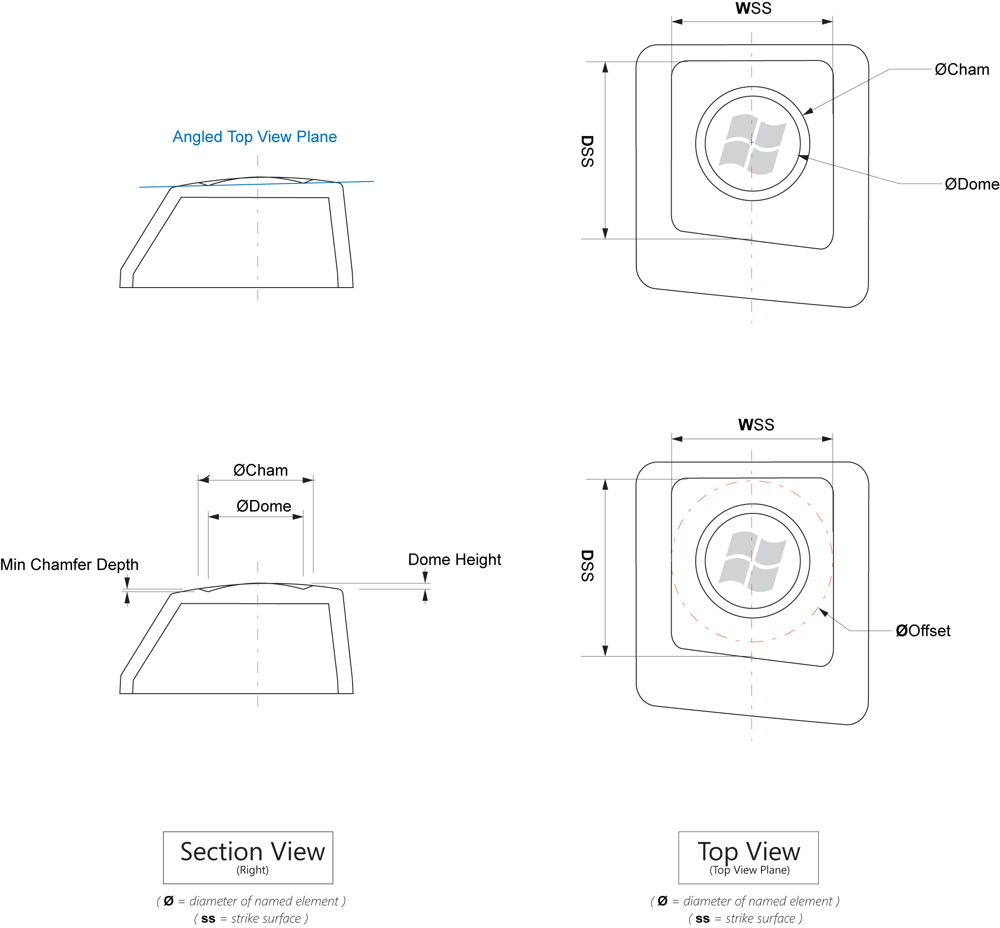 WSS
ØCham
Angled Top View Plane
DSS
ØDome
WSS
ØCham
ØDome
Min Chamfer Depth
Dome Height
DSS
ØOffset
Section View
(Right)
( Ø = diameter of named element )
( ss = strike surface )
Top View
(Top View Plane)
( Ø = diameter of named element )
( ss = strike surface )